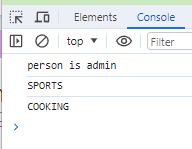 Elements Console
top Filter
person is admin
SPORTS
COOKING